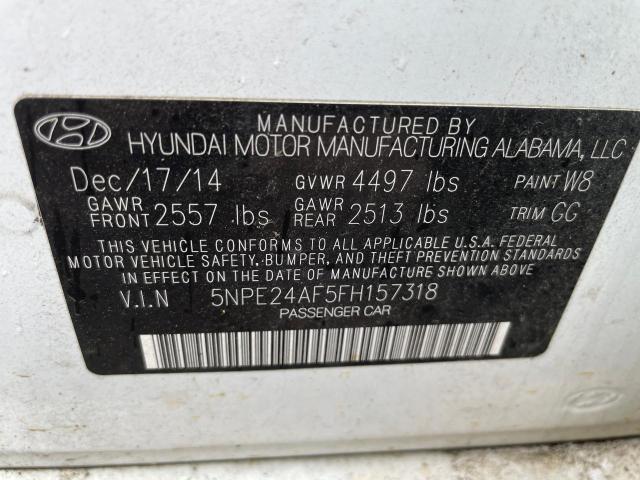 MANUFACTURED BY
HYUNDAI MOTOR MANUFACTURING ALABAMA, LLC
Dec/17/14 GVWR 4497 lbs PAINT W8
GAWR FRONT 2557 lbs GAWR REAR 2513 lbs TRIM GG
THIS VEHICLE CONFORMS TO ALL APPLICABLE U.S.A. FEDERAL
MOTOR VEHICLE SAFETY, BUMPER, AND THEFT PREVENTION STANDARDS
IN EFFECT ON THE DATE OF MANUFACTURE SHOWN ABOVE.
V.I.N 5NPE24AF5FH157318
PASSENGER CAR